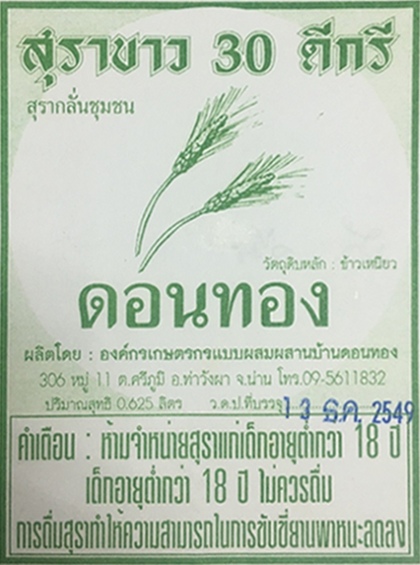 สุราขาว 30 ดีกรี
สุรากลั่นชุมชน
วัตถุดิบหลัก : ข้าวเหนียว
ดอนทอง
ผลิตโดย : องค์กรเกษตรกรแบบผสมผสานบ้านดอนทอง
306 หมู่ 11 ต.ศรีภูมิ อ.ท่าวังผา จ.น่าน โทร.09-5611832
ปริมาณสุทธิ 0.625 ลิตร ว.ด.ป.ที่บรรจุ 13 ธ.ค. 2549
คำเตือน : ห้ามจำหน่ายสุราแก่เด็กอายุต่ำกว่า 18 ปี
เด็กอายุต่ำกว่า 18 ปี ไม่ควรดื่ม
การดื่มสุราทำให้ความสามารถในการขับขี่ยานพาหนะลดลง